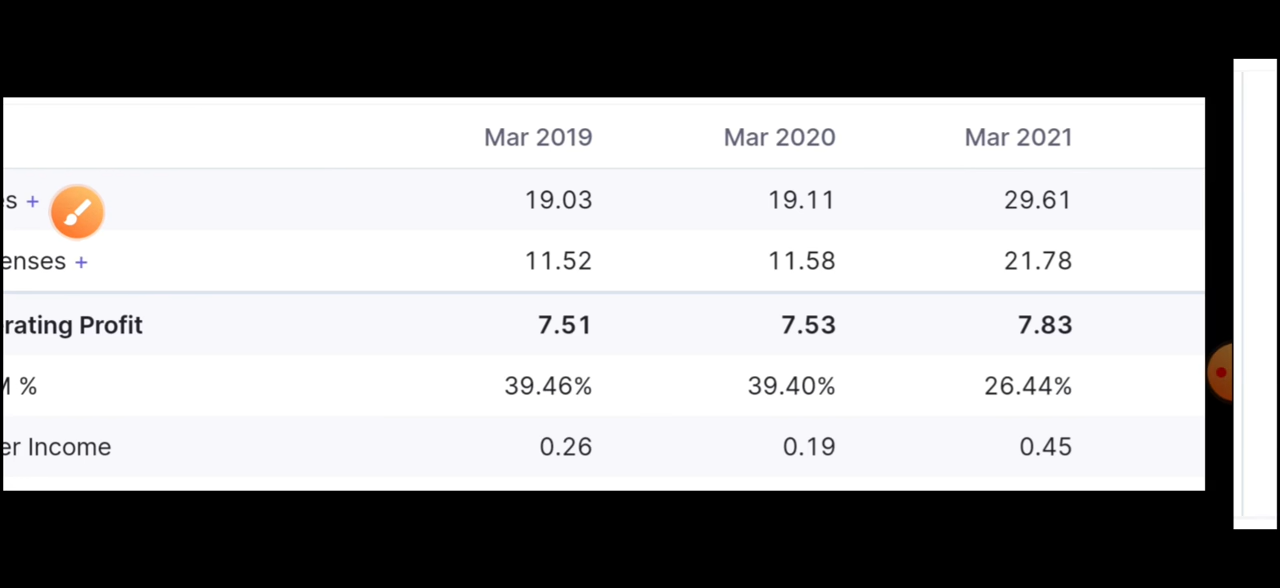 Mar 2019 Mar 2020 Mar 2021
es + 19.03 19.11 29.61
enses + 11.52 11.58 21.78
rating Profit 7.51 7.53 7.83
M % 39.46% 39.40% 26.44%
er Income 0.26 0.19 0.45